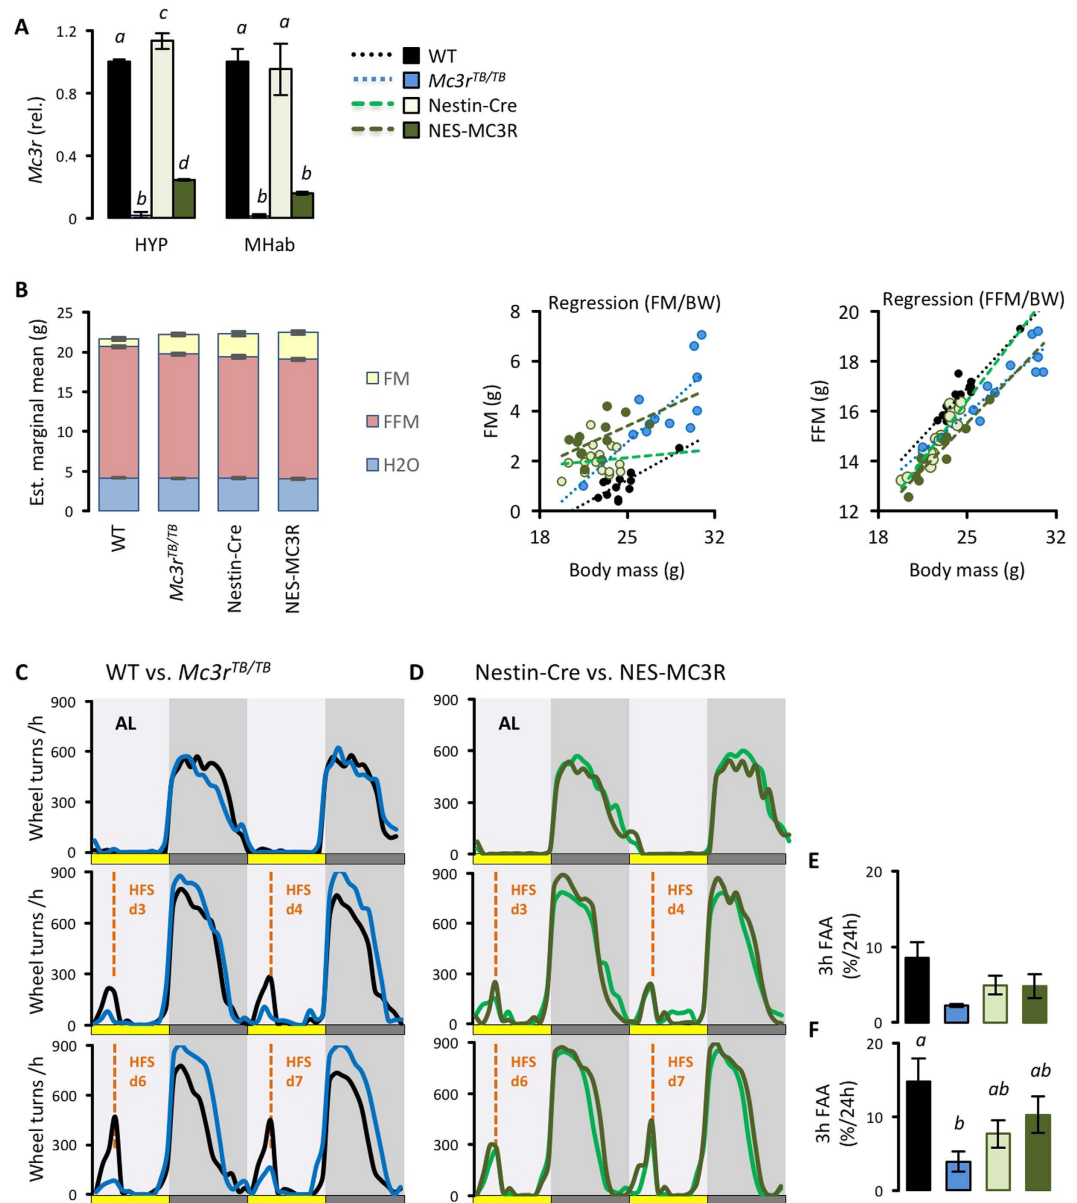 A
1.2
0.8
0.4
0
Mc3r (rel.)
a
b
c
d
a
b
a
b
HYP
MHab
WT
Mc3rTB/TB
Nestin-Cre
NES-MC3R
B
25
20
15
10
5
0
Est. marginal mean (g)
WT
Mc3rTB/TB
Nestin-Cre
NES-MC3R
FM
FFM
H2O
Regression (FM/BW)
8
6
4
2
0
FM (g)
18
25
32
Body mass (g)
Regression (FFM/BW)
20
18
16
14
12
FFM (g)
18
25
32
Body mass (g)
C
WT vs. Mc3rTB/TB
900
600
300
0
Wheel turns /h
AL
900
600
300
0
Wheel turns /h
HFS
d3
HFS
d4
900
600
300
0
Wheel turns /h
HFS
d6
HFS
d7
D
Nestin-Cre vs. NES-MC3R
900
600
300
0
AL
900
600
300
0
HFS
d3
HFS
d4
900
600
300
0
HFS
d6
HFS
d7
E
20
10
0
3h FAA
(%/24h)
F
20
10
0
3h FAA
(%/24h)
a
b
ab
ab